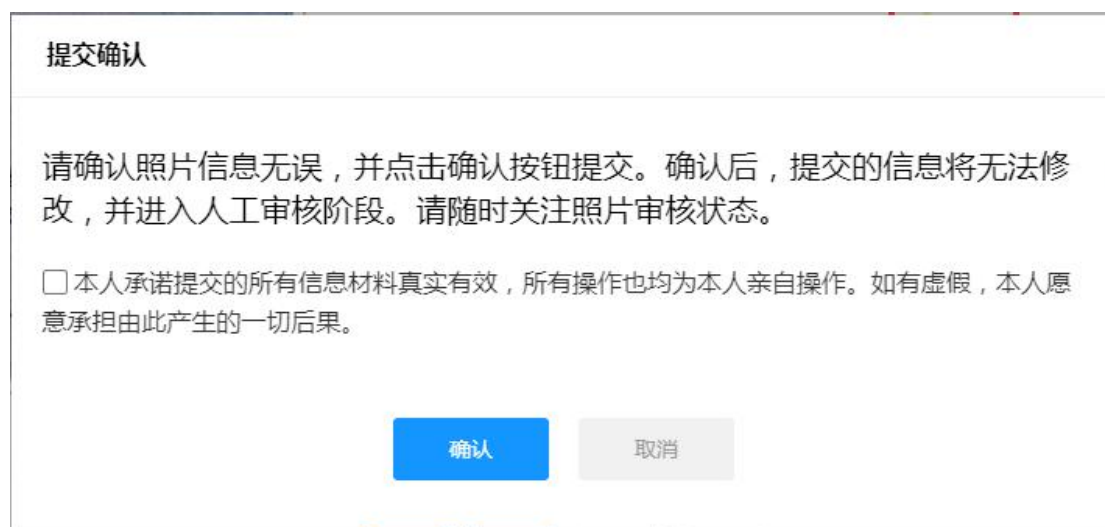 提交确认
请确认照片信息无误，并点击确认按钮提交。确认后，提交的信息将无法修
改，并进入人工审核阶段。请随时关注照片审核状态。
本人承诺提交的所有信息材料真实有效，所有操作也均为本人亲自操作。如有虚假，本人愿
意承担由此产生的一切后果。
确认 取消